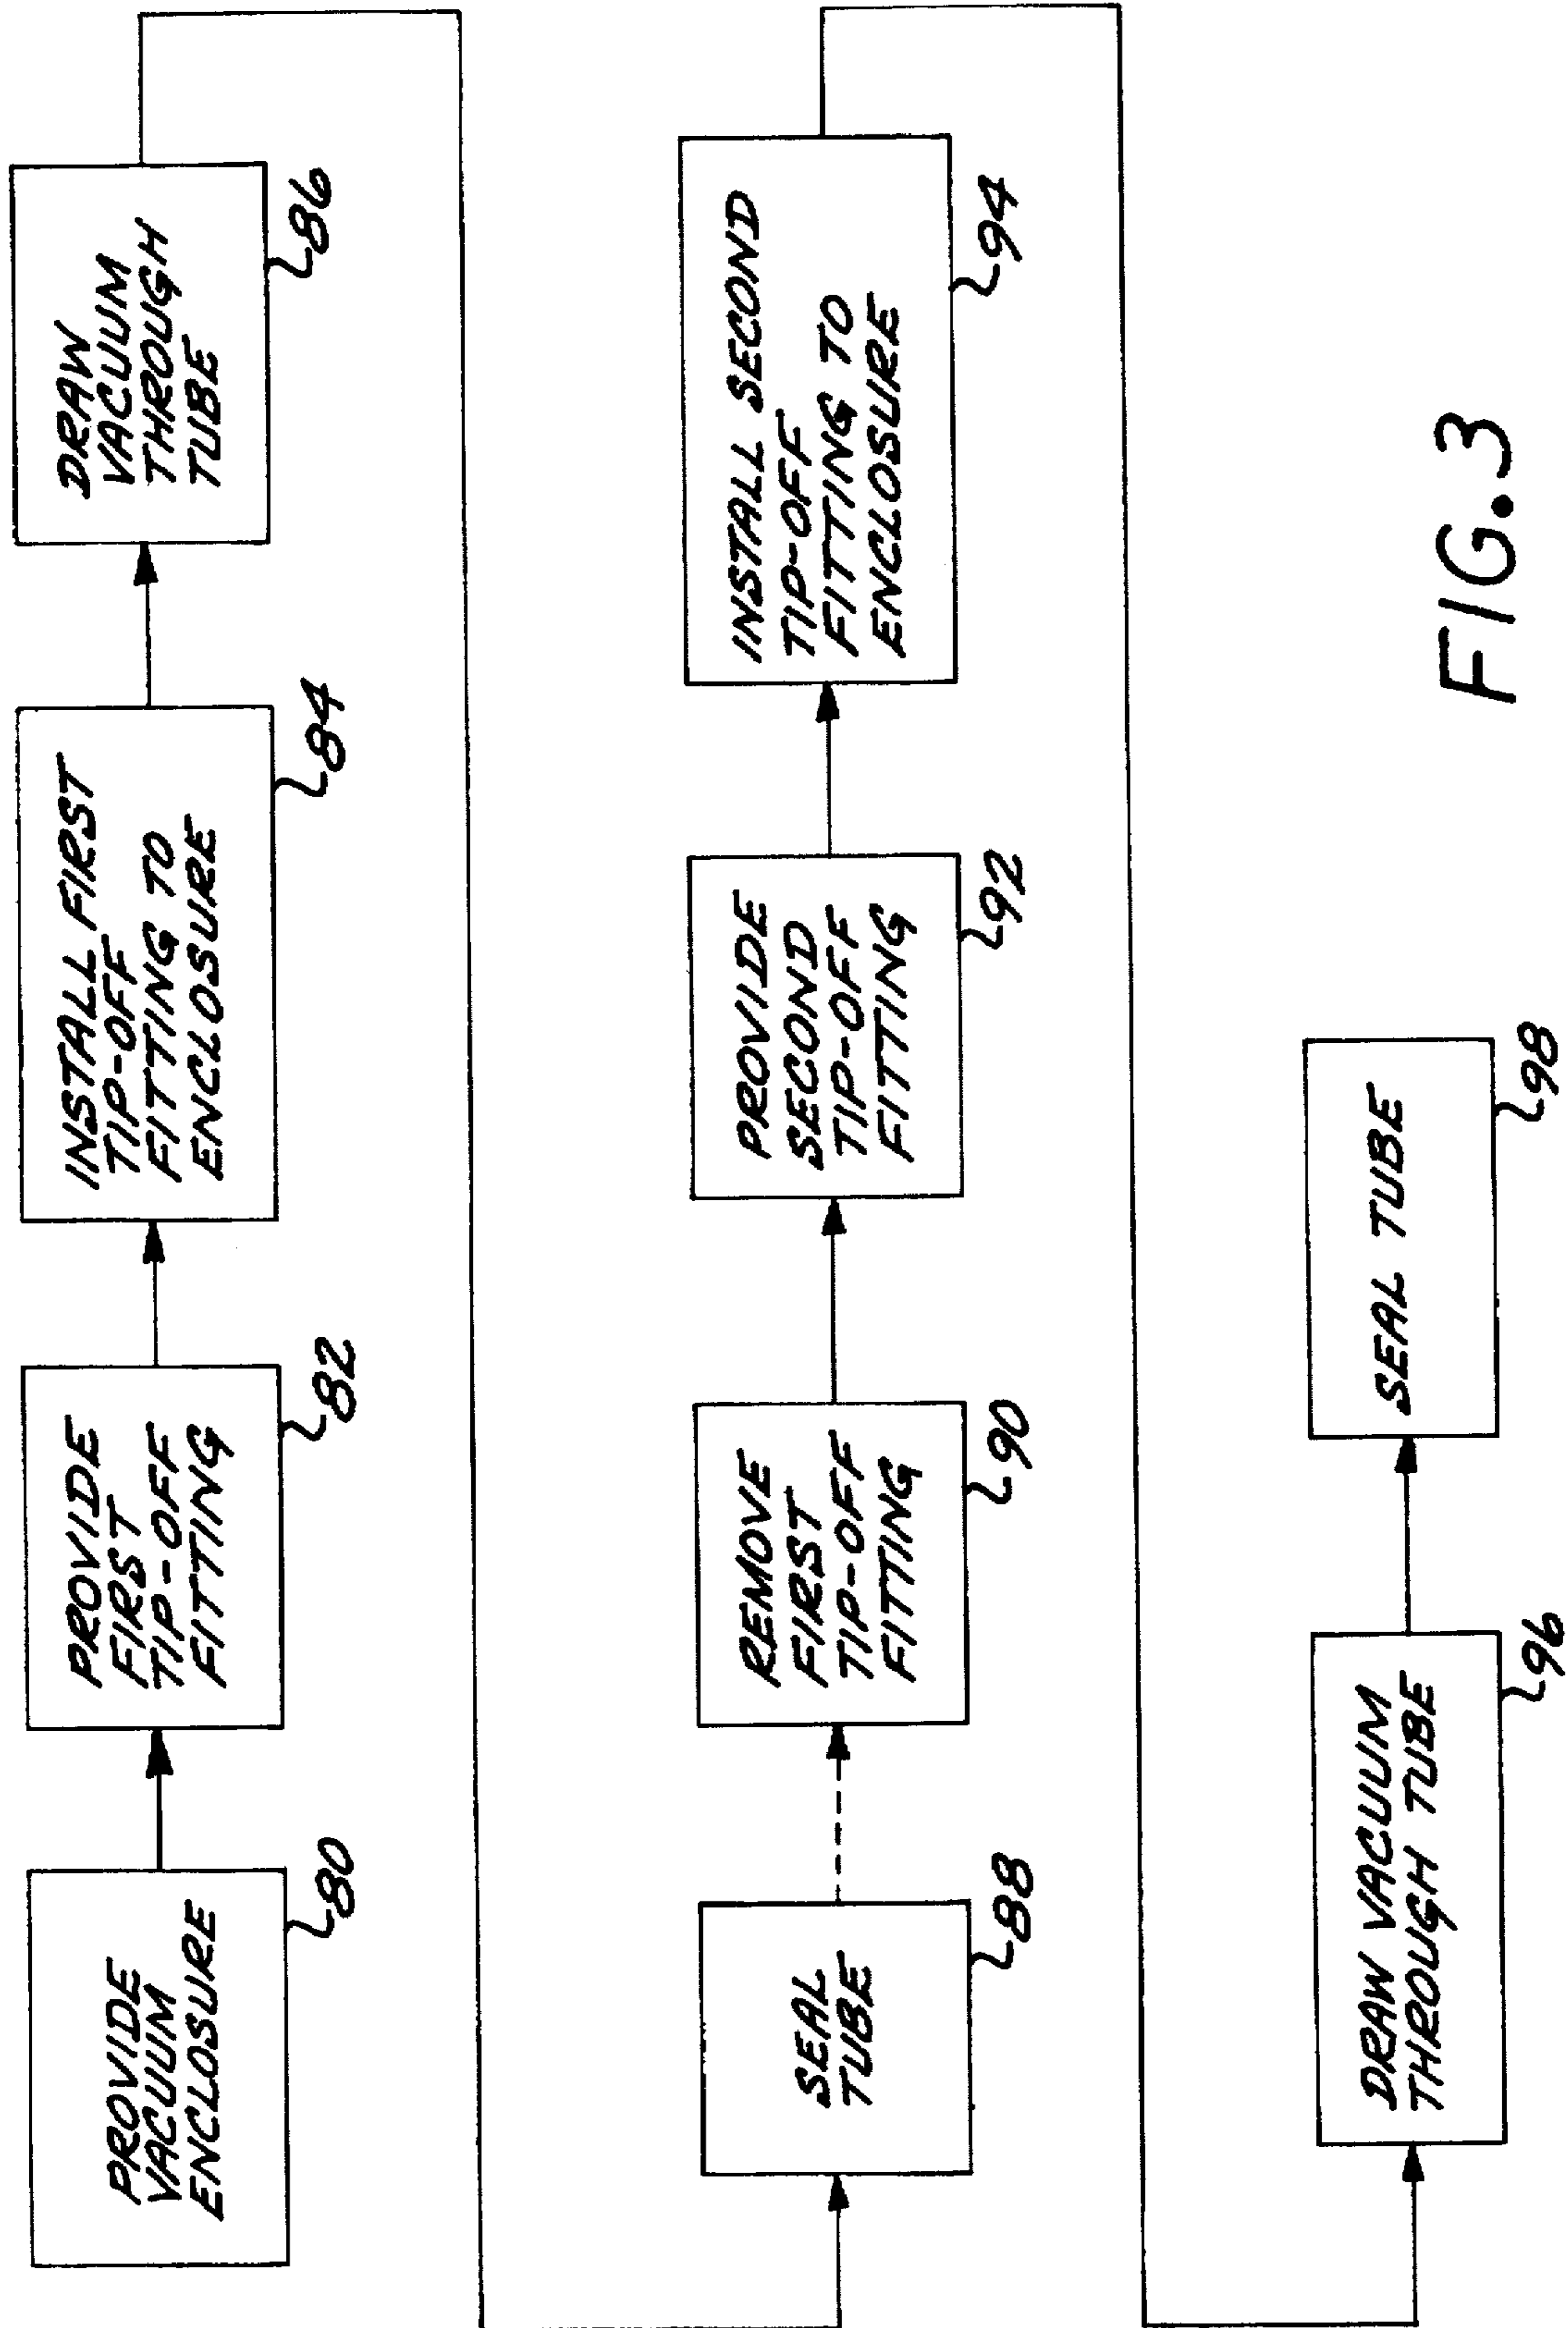 PROVIDE
VACUUM
ENCLOSURE
80
PROVIDE
FIRST
TIP-OFF
FITTING
82
INSTALL FIRST
TIP-OFF
FITTING TO
ENCLOSURE
84
DRAW
VACUUM
THROUGH
TUBE
86
SEAL
TUBE
88
REMOVE
FIRST
TIP-OFF
FITTING
90
PROVIDE
SECOND
TIP-OFF
FITTING
92
INSTALL SECOND
TIP-OFF
FITTING TO
ENCLOSURE
94
DRAW VACUUM
THROUGH TUBE
96
SEAL TUBE
98
FIG. 3